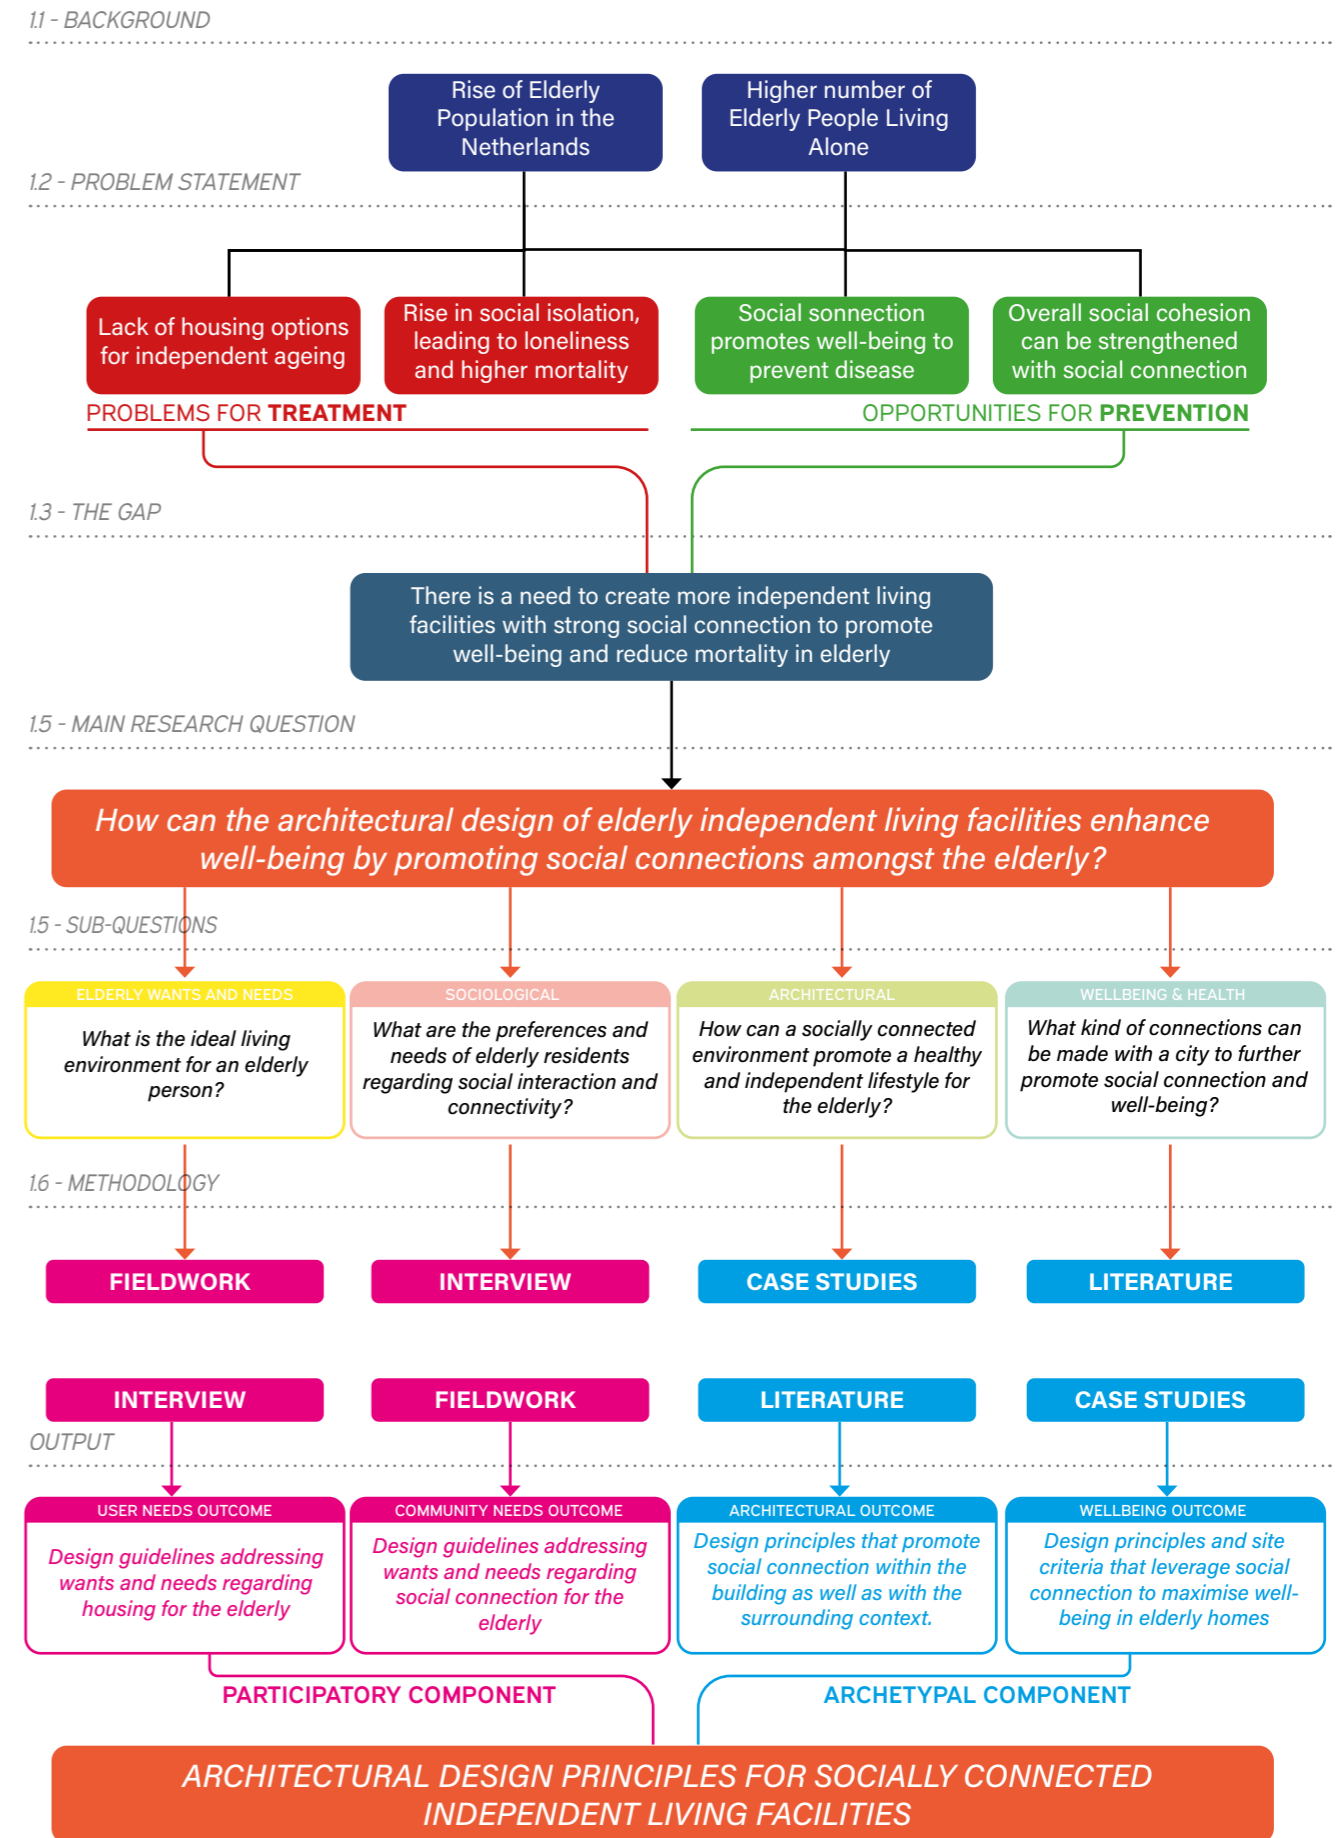 1.1 - BACKGROUND
Rise of Elderly
Population in the
Netherlands
Higher number of
Elderly People Living
Alone
1.2 - PROBLEM STATEMENT
Lack of housing options
for independent ageing
Rise in social isolation,
leading to loneliness
and higher mortality
Social sonnection
promotes well-being to
prevent disease
Overall social cohesion
can be strengthened
with social connection
PROBLEMS FOR TREATMENT
OPPORTUNITIES FOR PREVENTION
1.3 - THE GAP
There is a need to create more independent living
facilities with strong social connection to promote
well-being and reduce mortality in elderly
1.5 - MAIN RESEARCH QUESTION
How can the architectural design of elderly independent living facilities enhance
well-being by promoting social connections amongst the elderly?
1.5 - SUB-QUESTIONS
ELDERLY WANTS AND NEEDS
What is the ideal living
environment for an elderly
person?
SOCIOLOGICAL
What are the preferences and
needs of elderly residents
regarding social interaction and
connectivity?
ARCHITECTURAL
How can a socially connected
environment promote a healthy
and independent lifestyle for
the elderly?
WELLBEING & HEALTH
What kind of connections can
be made with a city to further
promote social connection and
well-being?
1.6 - METHODOLOGY
FIELDWORK
INTERVIEW
CASE STUDIES
LITERATURE
INTERVIEW
FIELDWORK
LITERATURE
CASE STUDIES
OUTPUT
USER NEEDS OUTCOME
Design guidelines addressing
wants and needs regarding
housing for the elderly
COMMUNITY NEEDS OUTCOME
Design guidelines addressing
wants and needs regarding
social connection for the
elderly
ARCHITECTURAL OUTCOME
Design principles that promote
social connection within the
building as well as with the
surrounding context.
WELLBEING OUTCOME
Design principles and site
criteria that leverage social
connection to maximise well-
being in elderly homes
PARTICIPATORY COMPONENT
ARCHETYPAL COMPONENT
ARCHITECTURAL DESIGN PRINCIPLES FOR SOCIALLY CONNECTED
INDEPENDENT LIVING FACILITIES